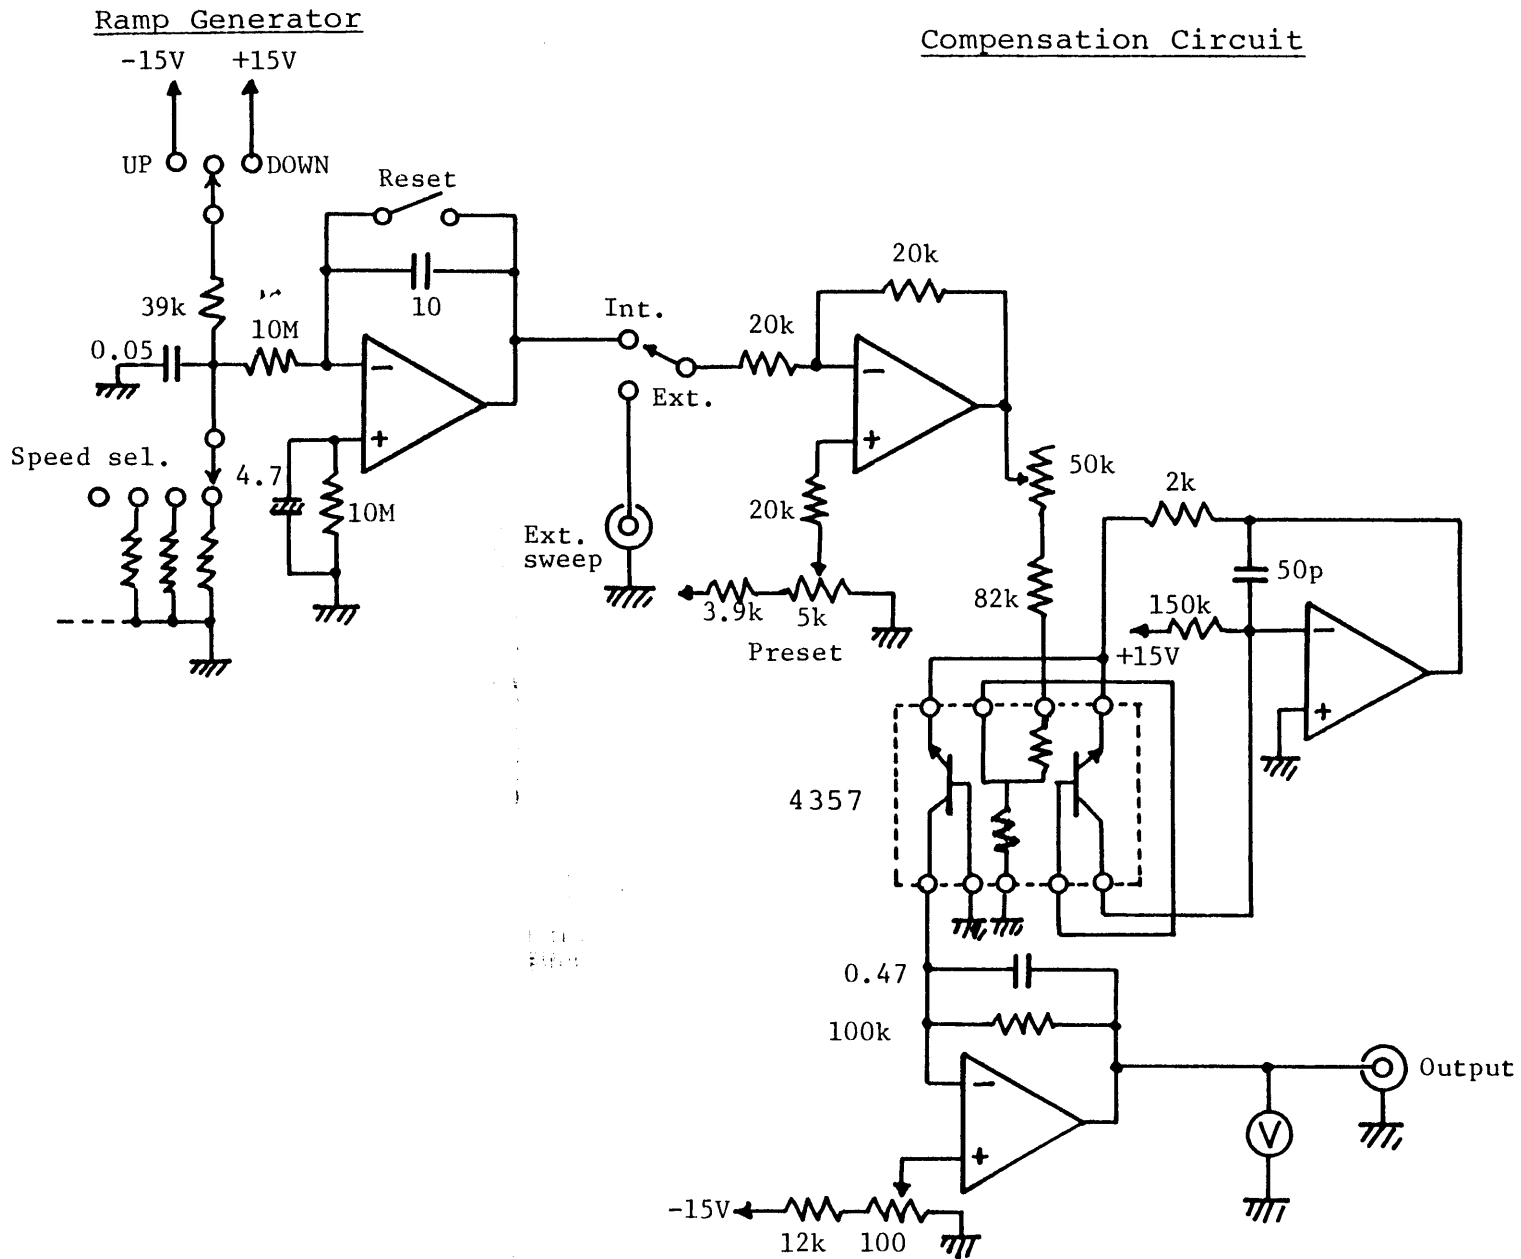 Ramp Generator
Compensation Circuit
-15V
+15V
UP
DOWN
Reset
39k
10M
10
0.05
Int.
20k
20k
Ext.
Speed sel.
4.7
10M
20k
50k
2k
Ext.
sweep
50p
82k
150k
3.9k
5k
Preset
+15V
4357
0.47
100k
Output
V
-15V
12k
100